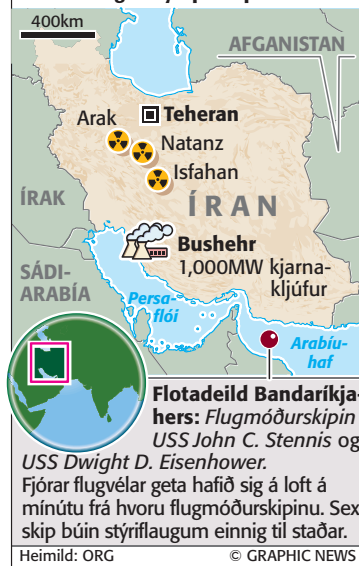 400km
AFGANISTAN
Teheran
Arak
Natanz
Isfahan
ÍRAK
ÍRAN
Bushehr
1,000MW kjarna-
kljúfur
SÁDI-
ARABÍA
Persa-
flói
Arabíu-
haf
Flotadeild Bandaríkja-
hers: Flugmóðurskipin
USS John C. Stennis og
USS Dwight D. Eisenhower.
Fjórar flugvélar geta hafið sig á loft á
mínútu frá hvoru flugmóðurskipinu. Sex
skip búin stýriflaugum einnig til staðar.
Heimild: ORG
© GRAPHIC NEWS